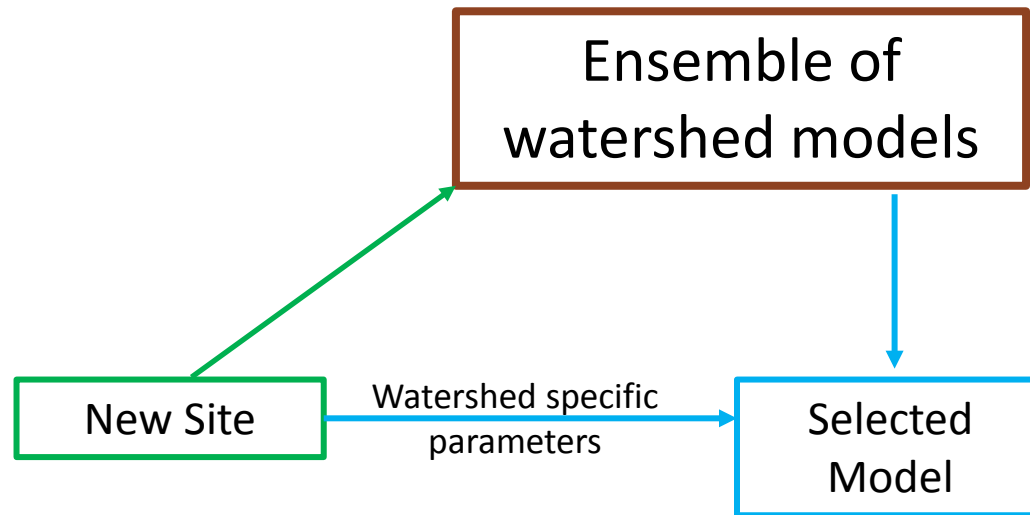 Ensemble of
watershed models
New Site
Watershed specific
parameters
Selected
Model